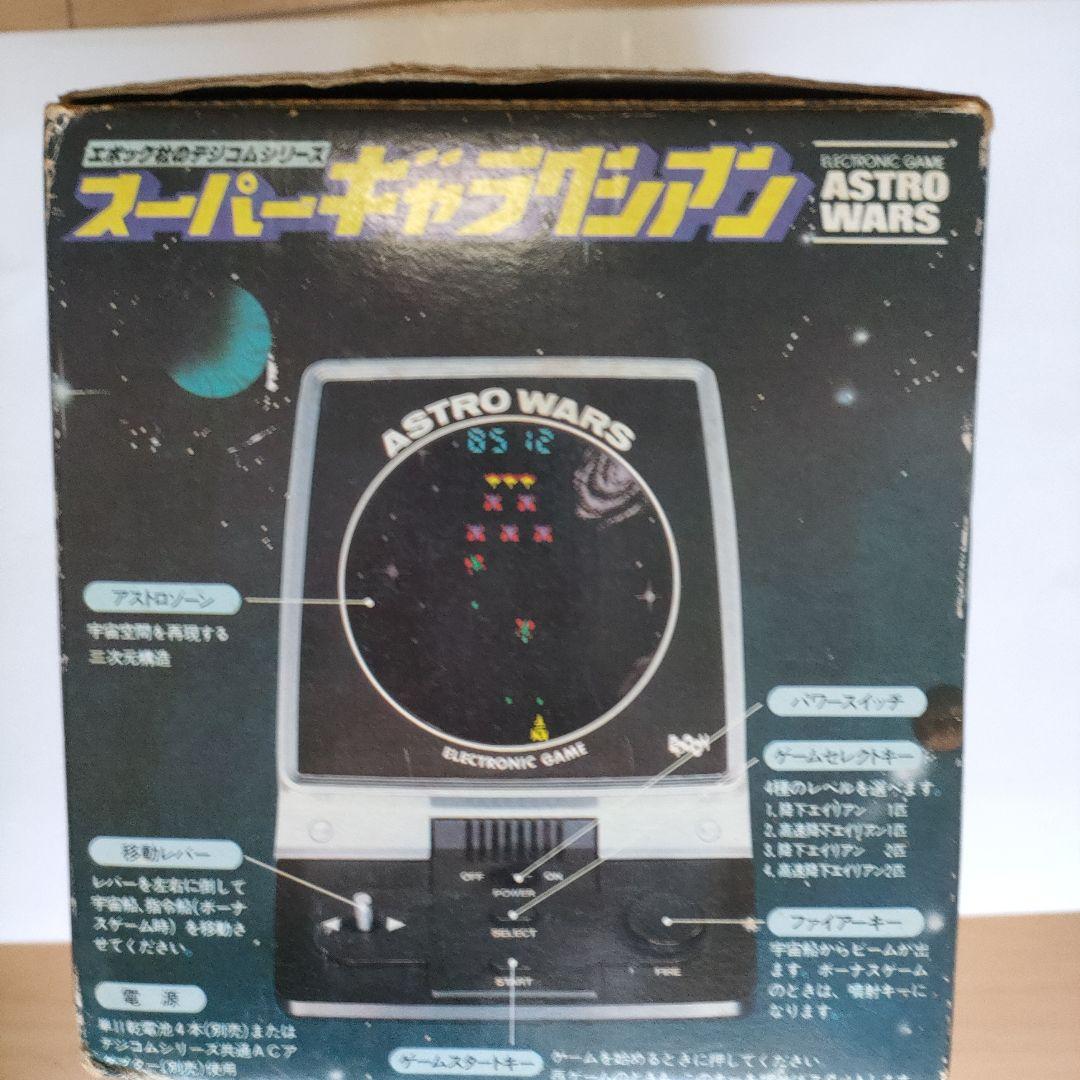 エポック社のデジコムシリーズ
スーパーギャラクシアン
ELECTRONIC GAME
ASTRO
WARS
ASTRO WARS
8512
ELECTRONIC GAME
アストロゾーン
宇宙空間を再現する
三次元構造
パワースイッチ
ゲームセレクトキー
4種のレベルを選べます。
1.降下エイリアン 1匹
2.高速降下エイリアン1匹
3.降下エイリアン 2匹
4.高速降下エイリアン2匹
移動レバー
レバーを左右に倒して
宇宙船、指令船(ボーナ
スゲーム時)を移動さ
せてください。
OFF ON
POWER
SELECT
START
FIRE
ファイアーキー
宇宙船からビームが出
ます。ボーナスゲーム
のときは、噴射キーに
なります。
電源
単II乾電池4本(別売)または
デジコムシリーズ共通ACア
ダプター(別売)使用
ゲームスタートキー
ゲームを始めるときに押してください